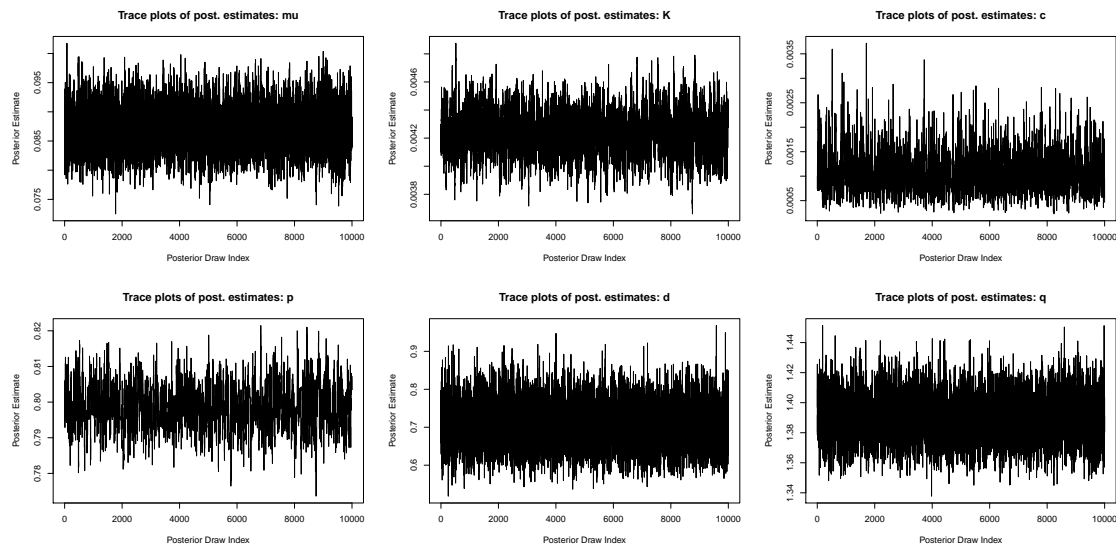 Trace plots of post. estimates: mu
Posterior Estimate
0.075 0.085 0.095
0 2000 4000 6000 8000 10000
Posterior Draw Index
Trace plots of post. estimates: K
Posterior Estimate
0.0038 0.0042 0.0046
0 2000 4000 6000 8000 10000
Posterior Draw Index
Trace plots of post. estimates: c
Posterior Estimate
0.0005 0.0015 0.0025 0.0035
0 2000 4000 6000 8000 10000
Posterior Draw Index
Trace plots of post. estimates: p
Posterior Estimate
0.78 0.79 0.80 0.81 0.82
0 2000 4000 6000 8000 10000
Posterior Draw Index
Trace plots of post. estimates: d
Posterior Estimate
0.6 0.7 0.8 0.9
0 2000 4000 6000 8000 10000
Posterior Draw Index
Trace plots of post. estimates: q
Posterior Estimate
1.34 1.36 1.38 1.40 1.42 1.44
0 2000 4000 6000 8000 10000
Posterior Draw Index